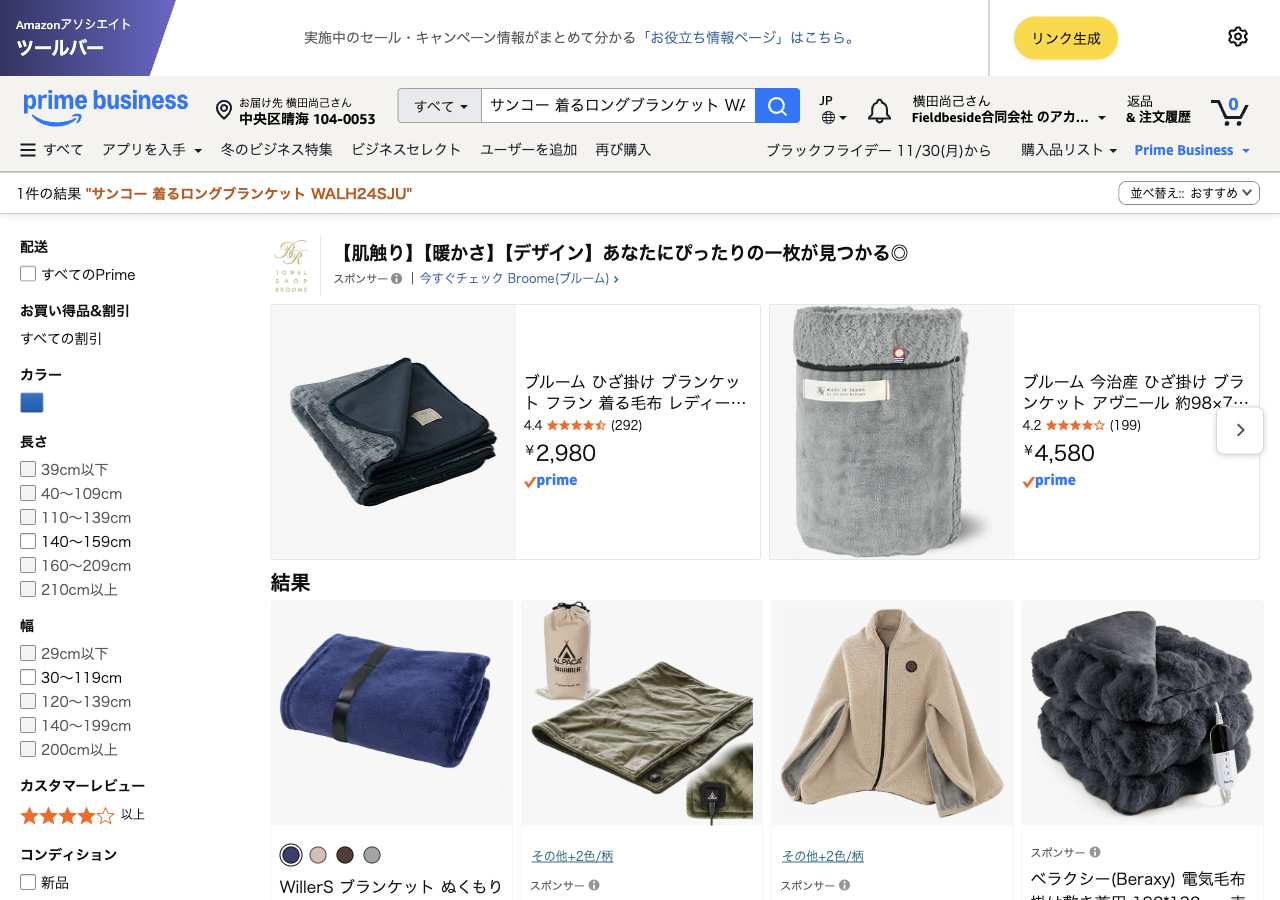 Amazonアソシエイト
ツールバー
実施中のセール・キャンペーン情報がまとめて分かる「お役立ち情報ページ」はこちら。
リンク生成
prime business
お届け先 横田尚己さん
中央区晴海 104-0053
すべて
サンコー 着るロングブランケット WA
JP
横田尚己さん
Fieldbeside合同会社 のアカ...
返品
& 注文履歴
0
すべて
アプリを入手
冬のビジネス特集
ビジネスセレクト
ユーザーを追加
再び購入
ブラックフライデー 11/30(月)から
購入品リスト
Prime Business
1件の結果 "サンコー 着るロングブランケット WALH24SJU"
並べ替え:: おすすめ
配送
すべてのPrime
お買い得品&割引
すべての割引
カラー
長さ
39cm以下
40～109cm
110～139cm
140～159cm
160～209cm
210cm以上
幅
29cm以下
30～119cm
120～139cm
140～199cm
200cm以上
カスタマーレビュー
以上
コンディション
新品
TOWEL
SHOP
BROOME
【肌触り】【暖かさ】【デザイン】あなたにぴったりの一枚が見つかる◎
スポンサー | 今すぐチェック Broome(ブルーム) ›
ブルーム ひざ掛け ブランケッ
ト フラン 着る毛布 レディー…
4.4 (292)
¥2,980
prime
Made in Japan
ブルーム 今治産 ひざ掛け ブラ
ンケット アヴニール 約98×7…
4.2 (199)
¥4,580
prime
結果
WillerS ブランケット ぬくもり
ALPACA
WARMER
その他+2色/柄
スポンサー
その他+2色/柄
スポンサー
スポンサー
ベラクシー(Beraxy) 電気毛布